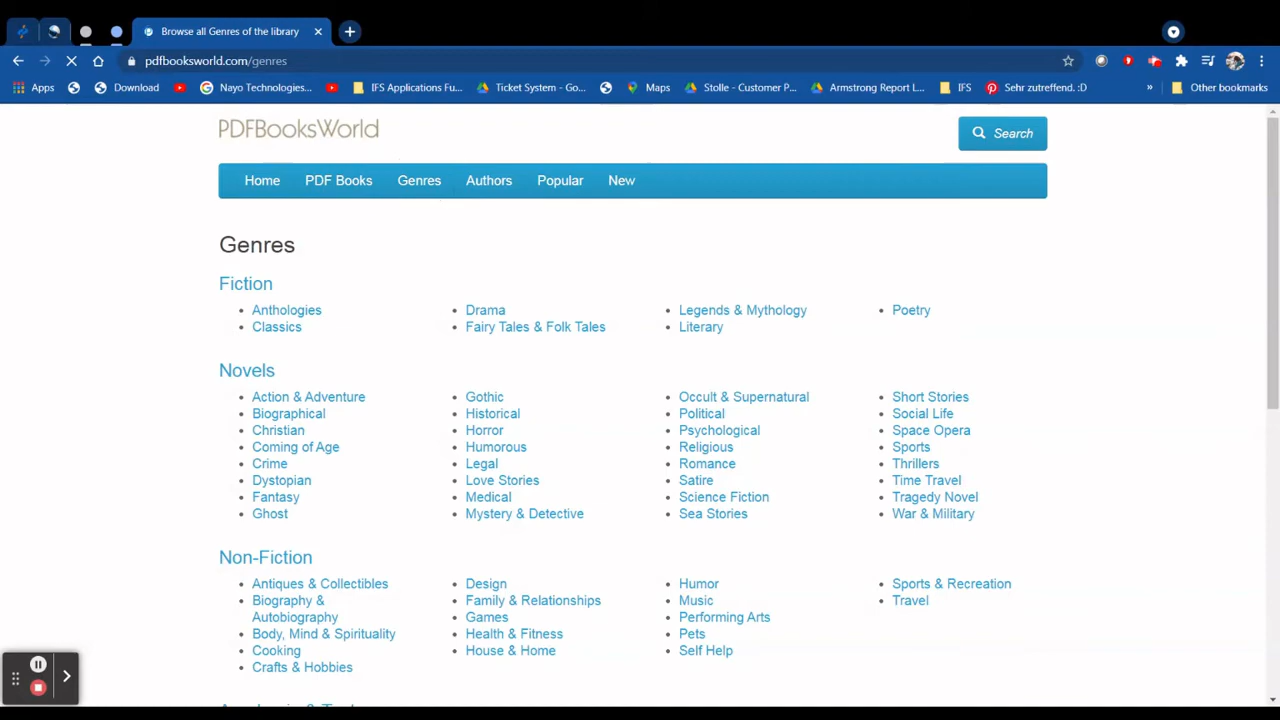 Browse all Genres of the library
pdfbooksworld.com/genres
Apps Download Nayo Technologies... IFS Applications Fu... Ticket System - Go... Maps Stolle - Customer P... Armstrong Report L... IFS Sehr zutreffend. :D » Other bookmarks
PDFBooksWorld
Search
Home PDF Books Genres Authors Popular New
Genres
Fiction
Anthologies Drama Legends & Mythology Poetry
Classics Fairy Tales & Folk Tales Literary
Novels
Action & Adventure Gothic Occult & Supernatural Short Stories
Biographical Historical Political Social Life
Christian Horror Psychological Space Opera
Coming of Age Humorous Religious Sports
Crime Legal Romance Thrillers
Dystopian Love Stories Satire Time Travel
Fantasy Medical Science Fiction Tragedy Novel
Ghost Mystery & Detective Sea Stories War & Military
Non-Fiction
Antiques & Collectibles Design Humor Sports & Recreation
Biography & Family & Relationships Music Travel
Autobiography Games Performing Arts
Body, Mind & Spirituality Health & Fitness Pets
Cooking House & Home Self Help
Crafts & Hobbies